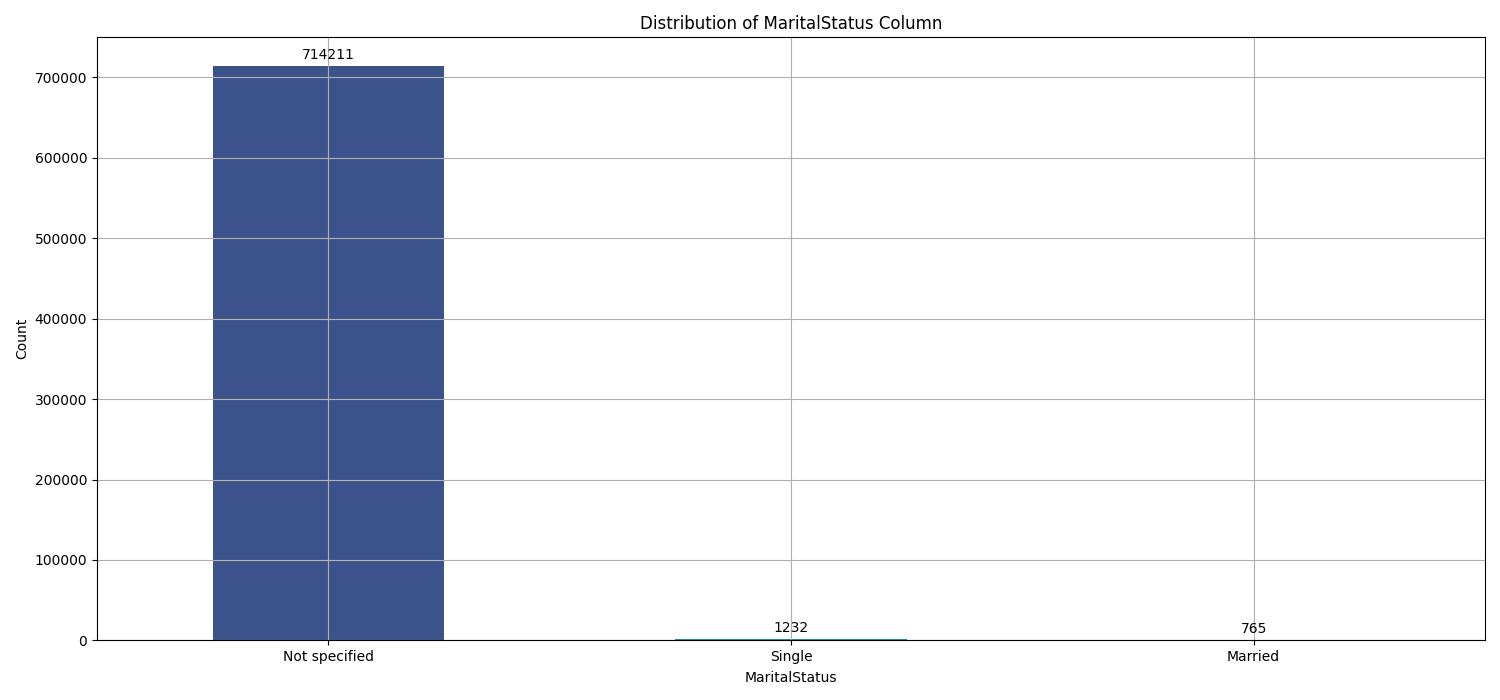 Distribution of MaritalStatus Column
714211
700000
600000
500000
400000
300000
200000
100000
0
Count
1232
765
Not specified
Single
Married
MaritalStatus